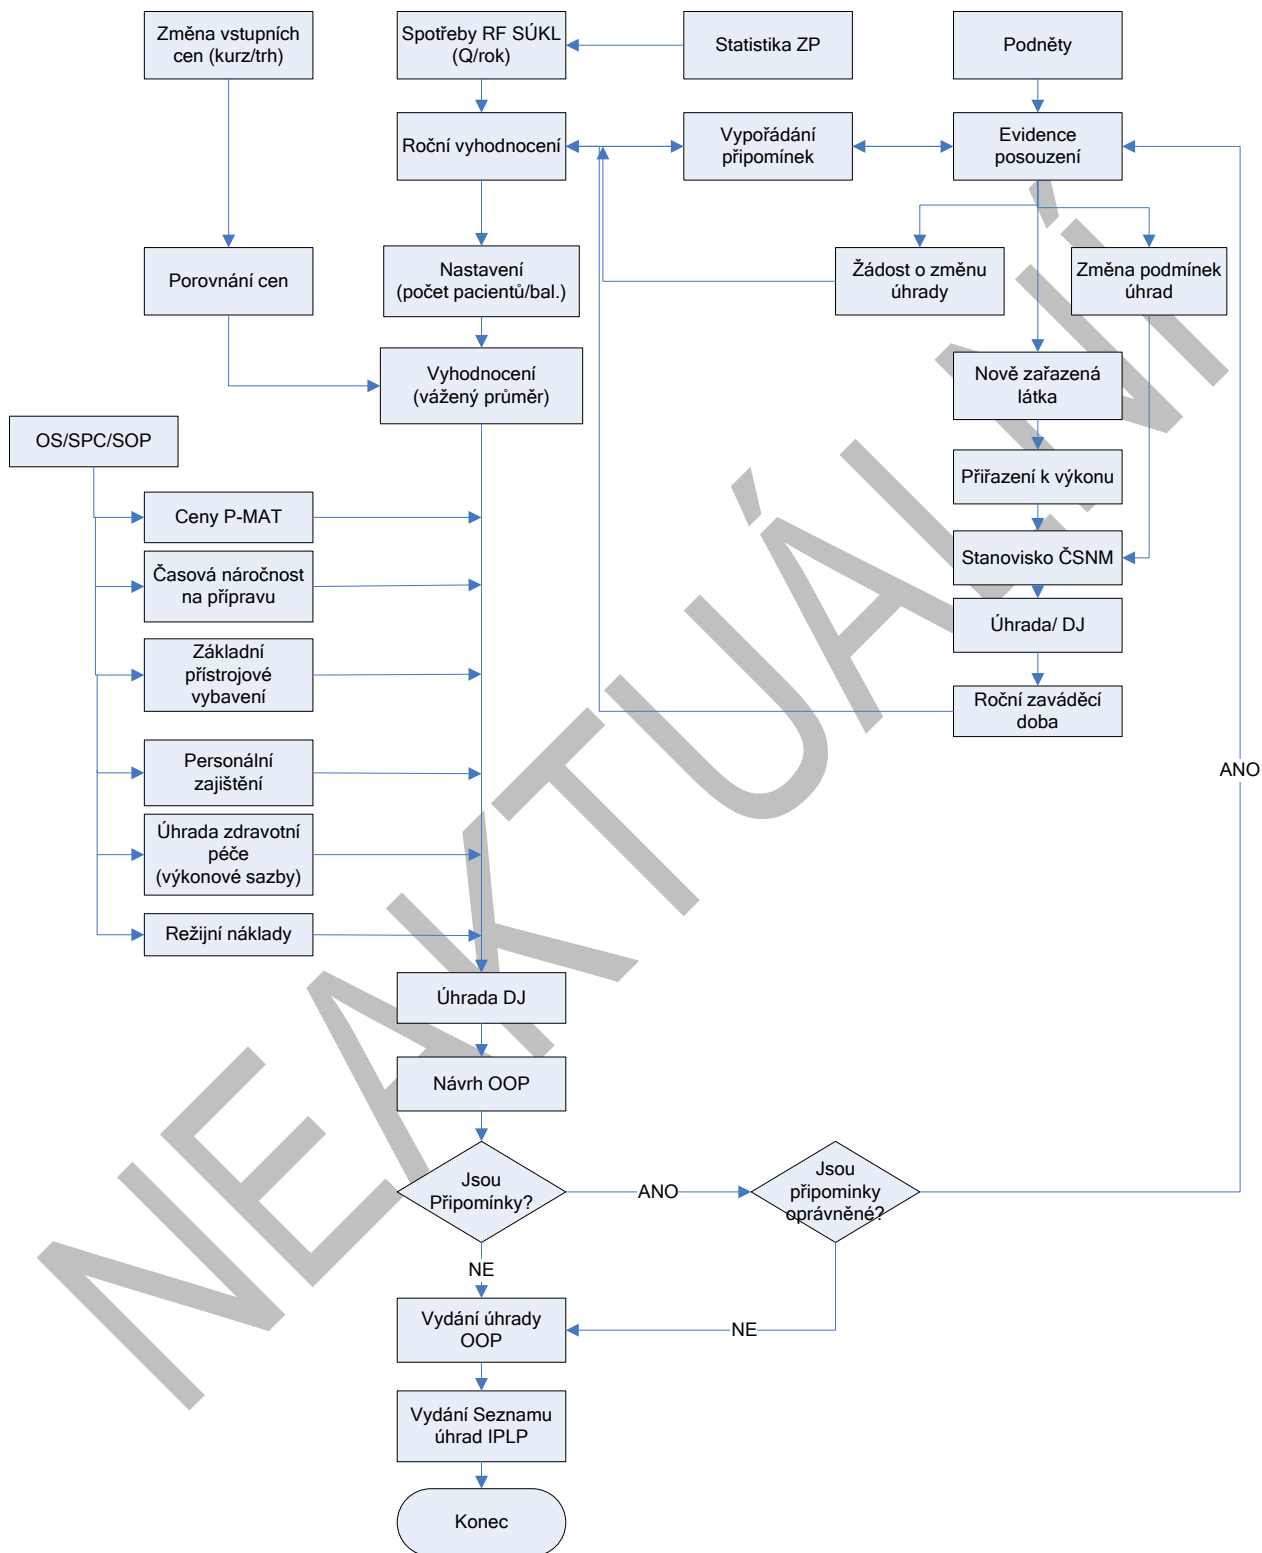 Změna vstupních
cen (kurz/trh)
Spotřeby RF SÚKL
(Q/rok)
Statistika ZP
Podněty
Roční vyhodnocení
Vypořádání
připomínek
Evidence
posouzení
Porovnání cen
Nastavení
(počet pacientů/bal.)
Žádost o změnu
úhrady
Změna podmínek
úhrad
Vyhodnocení
(vážený průměr)
Nově zařazená
látka
OS/SPC/SOP
Přiřazení k výkonu
Ceny P-MAT
Stanovisko ČSNM
Časová náročnost
na přípravu
Úhrada/ DJ
Základní
přístrojové
vybavení
Roční zaváděcí
doba
Personální
zajištění
ANO
Úhrada zdravotní
péče
(výkonové sazby)
Režijní náklady
Úhrada DJ
Návrh OOP
Jsou
Připomínky?
ANO
Jsou
připominky
oprávněné?
NE
Vydání úhrady
OOP
NE
Vydání Seznamu
úhrad IPLP
Konec
NEAKTUÁLNÍ